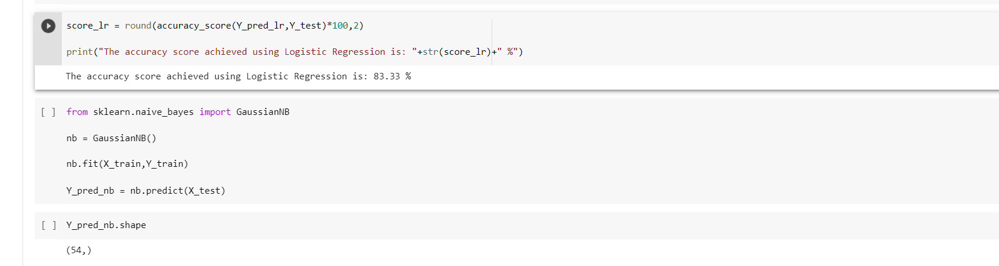 score_lr = round(accuracy_score(Y_pred_lr,Y_test)*100,2)
print("The accuracy score achieved using Logistic Regression is: "+str(score_lr)+" %")
The accuracy score achieved using Logistic Regression is: 83.33 %
[ ] from sklearn.naive_bayes import GaussianNB
nb = GaussianNB()
nb.fit(X_train,Y_train)
Y_pred_nb = nb.predict(X_test)
[ ] Y_pred_nb.shape
(54,)